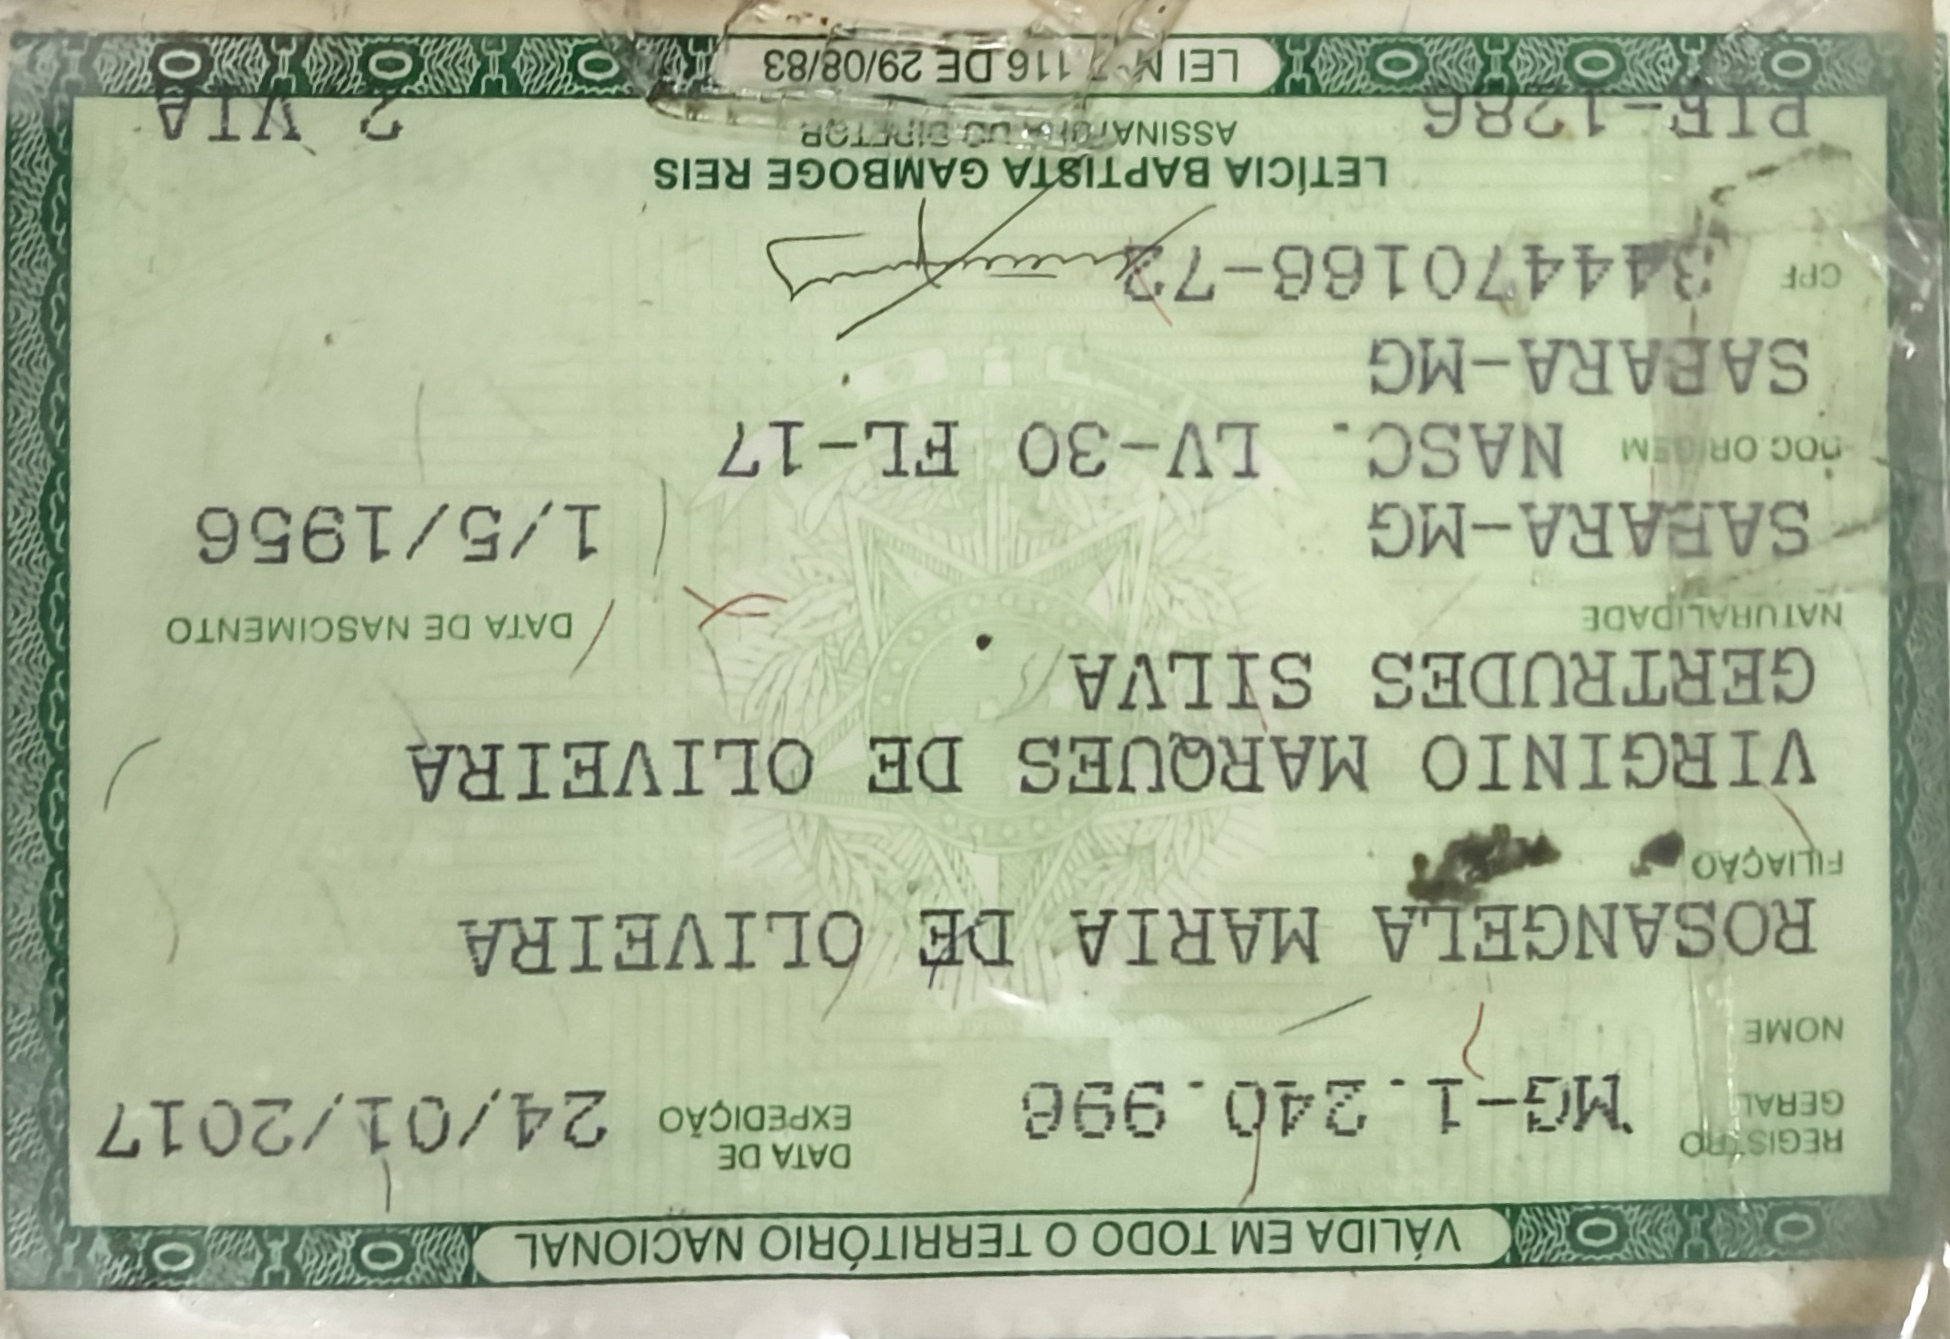 VÁLIDA EM TODO O TERRITÓRIO NACIONAL
REGISTRO GERAL MG-1.240.996 DATA DE EXPEDIÇÃO 24/01/2017
NOME
ROSANGELA MARIA DE OLIVEIRA
FILIAÇÃO
VIRGINIO MARQUES DE OLIVEIRA
GERTRUDES SILVA
NATURALIDADE DATA DE NASCIMENTO
SABARA-MG 1/5/1956
DOC ORIGEM NASC. LV-30 FL-17
SABARA-MG
CPF 344470166-72
LETÍCIA BAPTISTA GAMBOGE REIS
PIF-1286 ASSINATURA DO DIRETOR 2 VIA
LEI Nº 7.116 DE 29/08/83